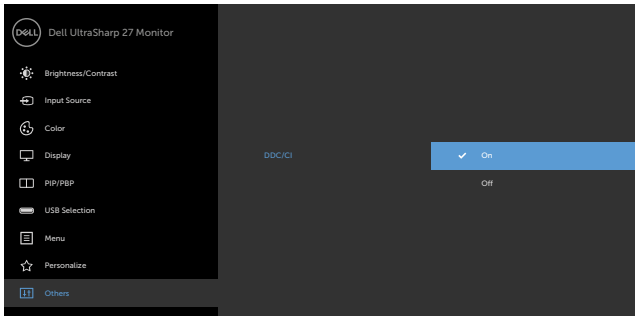 DELL Dell UltraSharp 27 Monitor
Brightness/Contrast
Input Source
Color
Display
DDC/CI
On
PIP/PBP
Off
USB Selection
Menu
Personalize
Others